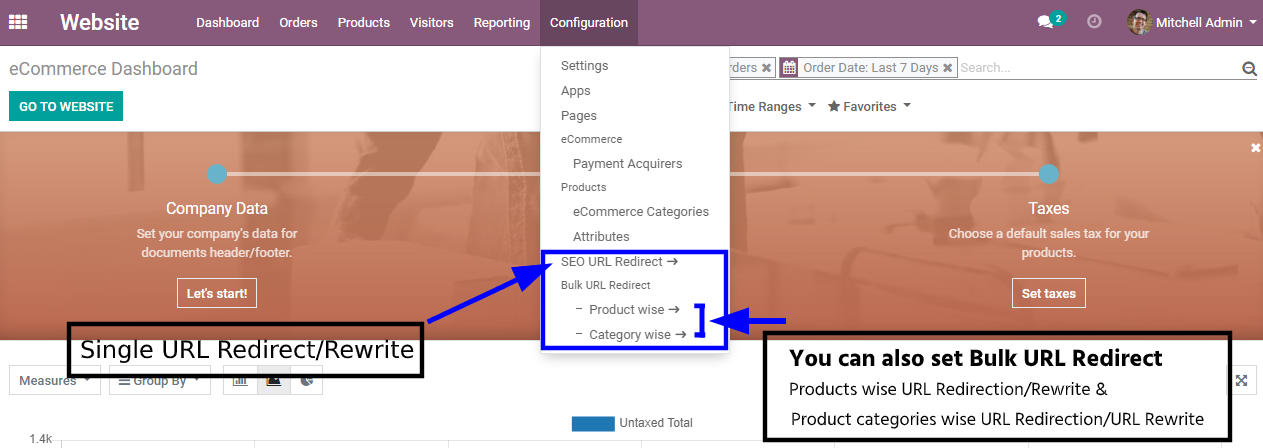 Website Dashboard Orders Products Visitors Reporting Configuration 2 Mitchell Admin
eCommerce Dashboard
rders Order Date: Last 7 Days Search...
GO TO WEBSITE
Time Ranges Favorites
Settings
Apps
Pages
eCommerce
Payment Acquirers
Products
eCommerce Categories
Attributes
SEO URL Redirect →
Bulk URL Redirect
– Product wise →
– Category wise →
Company Data
Set your company's data for
documents header/footer.
Let's start!
Taxes
Choose a default sales tax for your
products.
Set taxes
Single URL Redirect/Rewrite
You can also set Bulk URL Redirect
Products wise URL Redirection/Rewrite &
Product categories wise URL Redirection/URL Rewrite
Measures Group By
Untaxed Total
1.4k